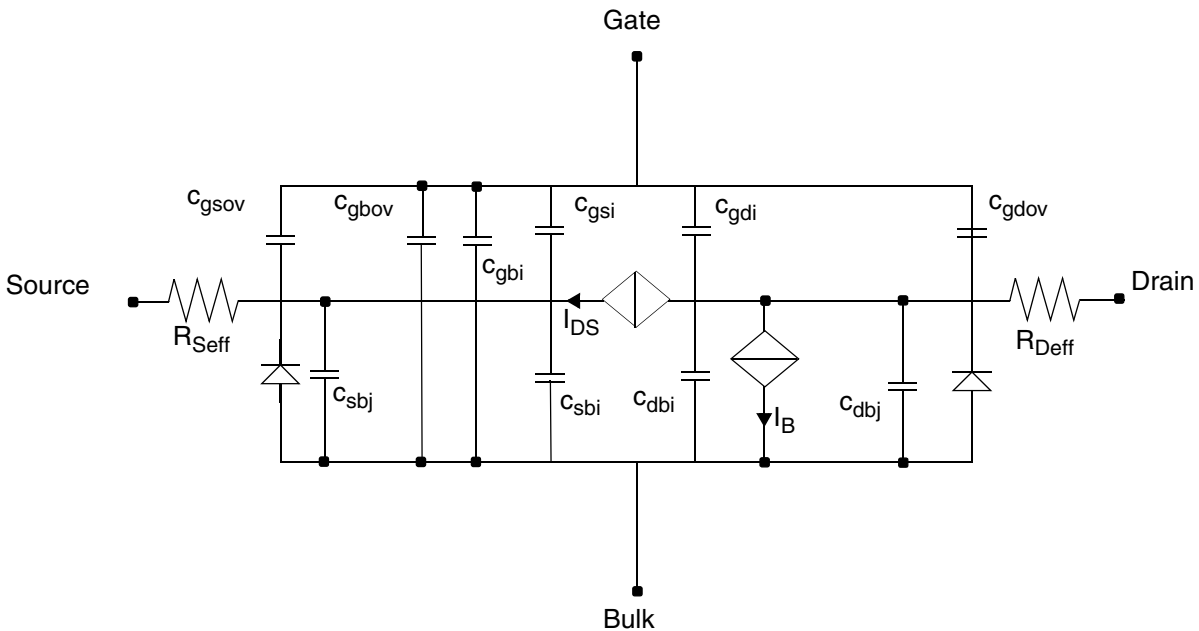 Gate
cgsov
cgbov
cgsi
cgdi
cgdov
cgbi
Source
Drain
RSeff
IDS
RDeff
csbj
csbi
cdbi
IB
cdbj
Bulk